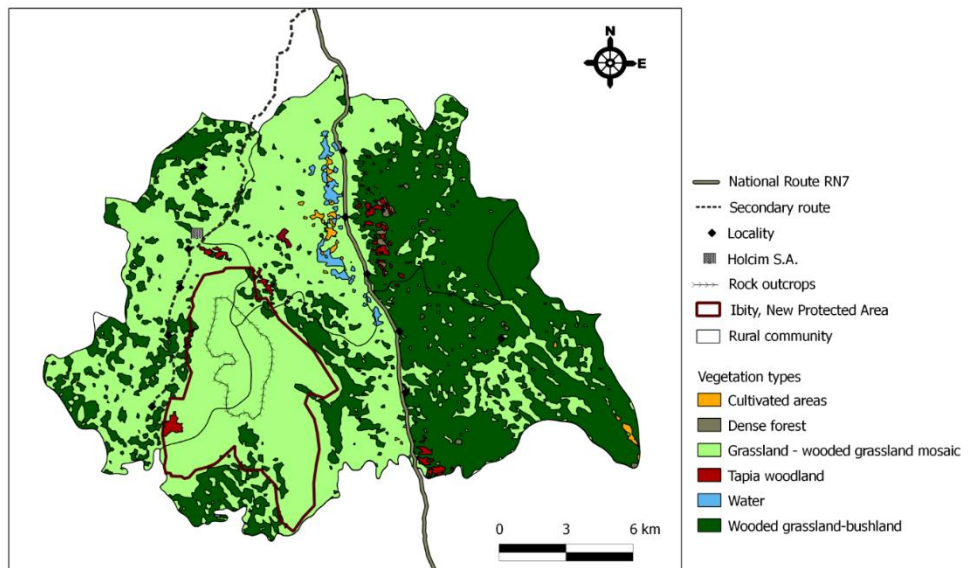 N
E
National Route RN7
Secondary route
Locality
Holcim S.A.
Rock outcrops
Ibity, New Protected Area
Rural community
Vegetation types
Cultivated areas
Dense forest
Grassland - wooded grassland mosaic
Tapia woodland
Water
Wooded grassland-bushland
0 3 6 km